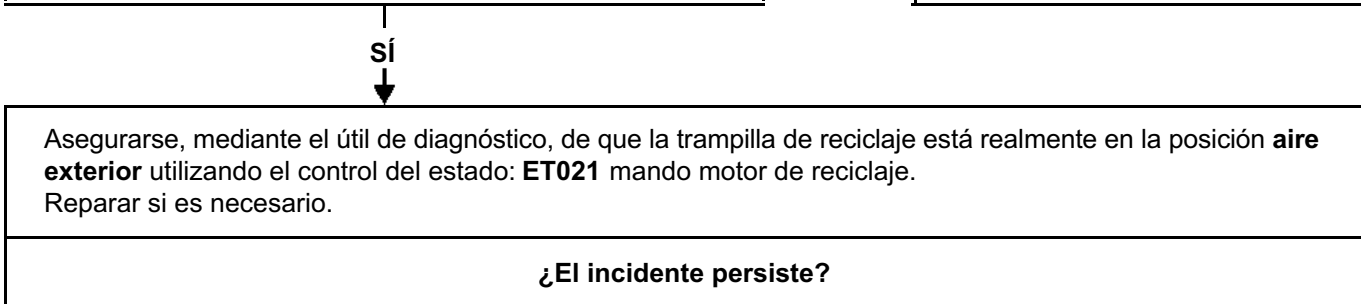 SÍ
Asegurarse, mediante el útil de diagnóstico, de que la trampilla de reciclaje está realmente en la posición aire
exterior utilizando el control del estado: ET021 mando motor de reciclaje.
Reparar si es necesario.
¿El incidente persiste?